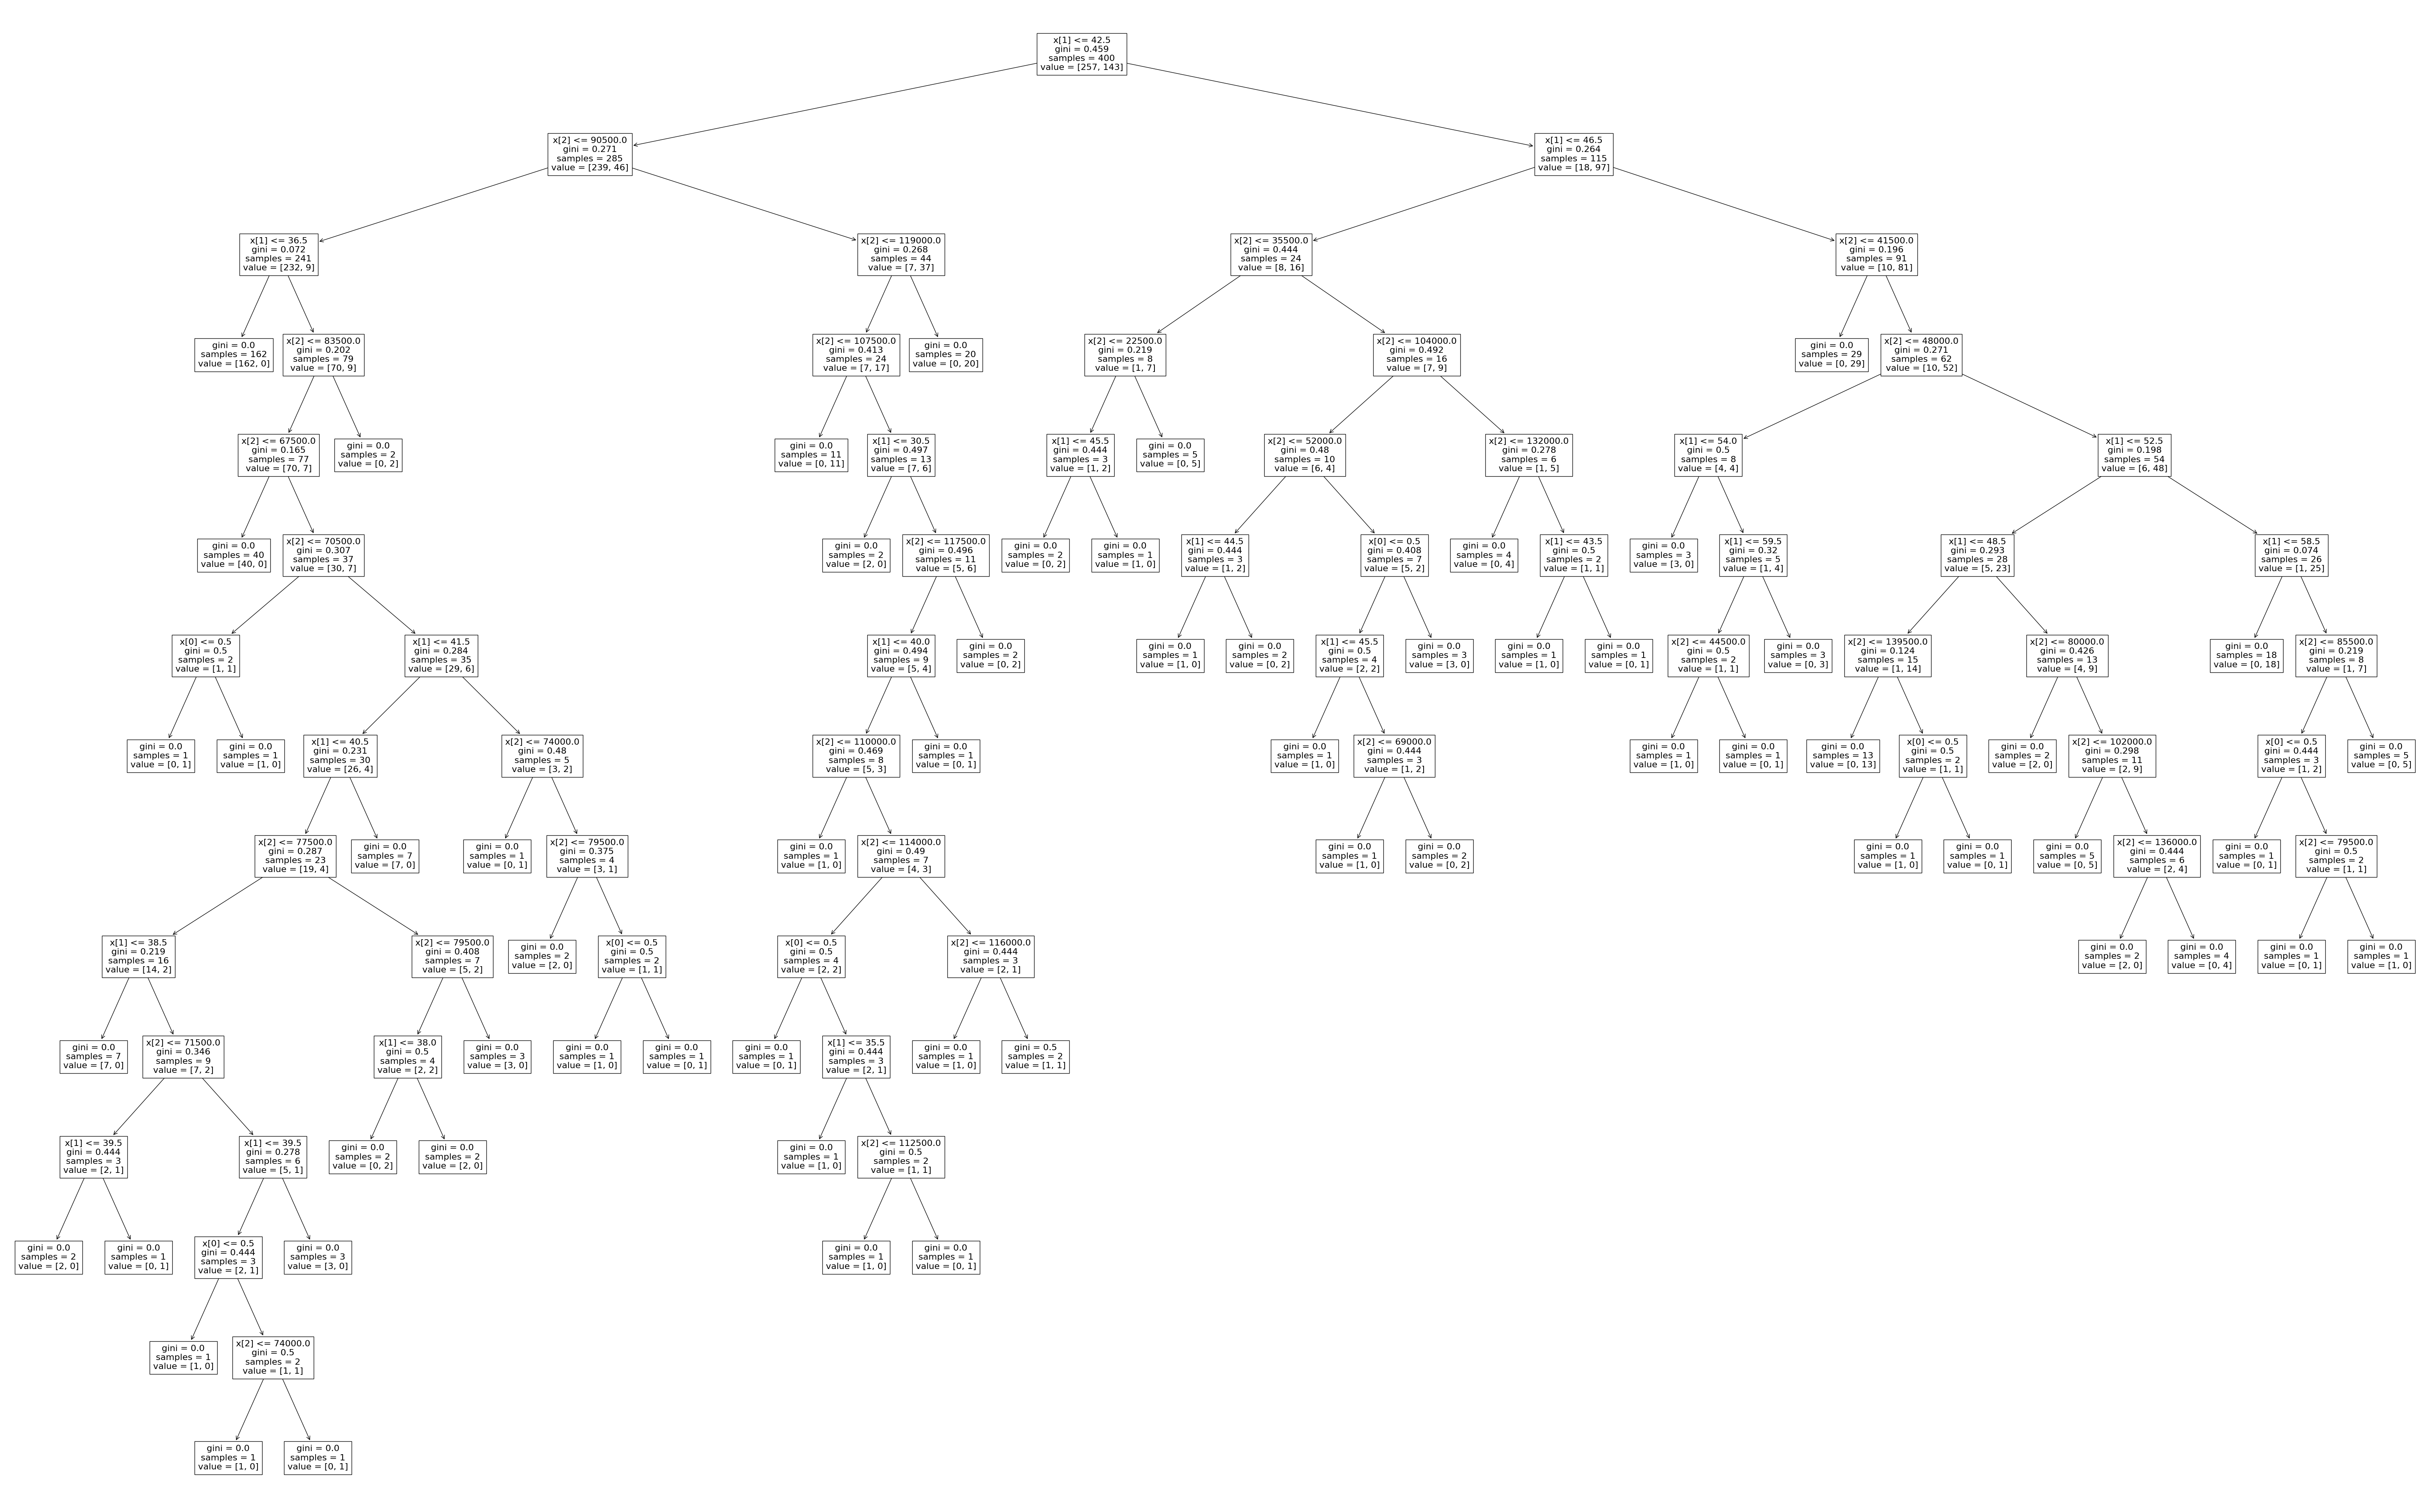 x[1] <= 42.5
gini = 0.459
samples = 400
value = [257, 143]
x[2] <= 90500.0
gini = 0.271
samples = 285
value = [239, 46]
x[1] <= 46.5
gini = 0.264
samples = 115
value = [18, 97]
x[1] <= 36.5
gini = 0.072
samples = 241
value = [232, 9]
x[2] <= 119000.0
gini = 0.268
samples = 44
value = [7, 37]
x[2] <= 35500.0
gini = 0.444
samples = 24
value = [8, 16]
x[2] <= 41500.0
gini = 0.196
samples = 91
value = [10, 81]
gini = 0.0
samples = 162
value = [162, 0]
x[2] <= 83500.0
gini = 0.202
samples = 79
value = [70, 9]
x[2] <= 107500.0
gini = 0.413
samples = 24
value = [7, 17]
gini = 0.0
samples = 20
value = [0, 20]
x[2] <= 22500.0
gini = 0.219
samples = 8
value = [1, 7]
x[2] <= 104000.0
gini = 0.492
samples = 16
value = [7, 9]
gini = 0.0
samples = 29
value = [0, 29]
x[2] <= 48000.0
gini = 0.271
samples = 62
value = [10, 52]
x[2] <= 67500.0
gini = 0.165
samples = 77
value = [70, 7]
gini = 0.0
samples = 2
value = [0, 2]
gini = 0.0
samples = 11
value = [0, 11]
x[1] <= 30.5
gini = 0.497
samples = 13
value = [7, 6]
x[1] <= 45.5
gini = 0.444
samples = 3
value = [1, 2]
gini = 0.0
samples = 5
value = [0, 5]
x[2] <= 52000.0
gini = 0.48
samples = 10
value = [6, 4]
x[2] <= 132000.0
gini = 0.278
samples = 6
value = [1, 5]
x[1] <= 54.0
gini = 0.5
samples = 8
value = [4, 4]
x[1] <= 52.5
gini = 0.198
samples = 54
value = [6, 48]
gini = 0.0
samples = 40
value = [40, 0]
x[2] <= 70500.0
gini = 0.307
samples = 37
value = [30, 7]
gini = 0.0
samples = 2
value = [2, 0]
x[2] <= 117500.0
gini = 0.496
samples = 11
value = [5, 6]
gini = 0.0
samples = 2
value = [0, 2]
gini = 0.0
samples = 1
value = [1, 0]
x[1] <= 44.5
gini = 0.444
samples = 3
value = [1, 2]
x[0] <= 0.5
gini = 0.408
samples = 7
value = [5, 2]
gini = 0.0
samples = 4
value = [0, 4]
x[1] <= 43.5
gini = 0.5
samples = 2
value = [1, 1]
gini = 0.0
samples = 3
value = [3, 0]
x[1] <= 59.5
gini = 0.32
samples = 5
value = [1, 4]
x[1] <= 48.5
gini = 0.293
samples = 28
value = [5, 23]
x[1] <= 58.5
gini = 0.074
samples = 26
value = [1, 25]
x[0] <= 0.5
gini = 0.5
samples = 2
value = [1, 1]
x[1] <= 41.5
gini = 0.284
samples = 35
value = [29, 6]
x[1] <= 40.0
gini = 0.494
samples = 9
value = [5, 4]
gini = 0.0
samples = 2
value = [0, 2]
gini = 0.0
samples = 1
value = [1, 0]
gini = 0.0
samples = 2
value = [0, 2]
x[1] <= 45.5
gini = 0.5
samples = 4
value = [2, 2]
gini = 0.0
samples = 3
value = [3, 0]
gini = 0.0
samples = 1
value = [1, 0]
gini = 0.0
samples = 1
value = [0, 1]
x[2] <= 44500.0
gini = 0.5
samples = 2
value = [1, 1]
gini = 0.0
samples = 3
value = [0, 3]
x[2] <= 139500.0
gini = 0.124
samples = 15
value = [1, 14]
x[2] <= 80000.0
gini = 0.426
samples = 13
value = [4, 9]
gini = 0.0
samples = 18
value = [0, 18]
x[2] <= 85500.0
gini = 0.219
samples = 8
value = [1, 7]
gini = 0.0
samples = 1
value = [0, 1]
gini = 0.0
samples = 1
value = [1, 0]
x[1] <= 40.5
gini = 0.231
samples = 30
value = [26, 4]
x[2] <= 74000.0
gini = 0.48
samples = 5
value = [3, 2]
x[2] <= 110000.0
gini = 0.469
samples = 8
value = [5, 3]
gini = 0.0
samples = 1
value = [0, 1]
gini = 0.0
samples = 1
value = [1, 0]
x[2] <= 69000.0
gini = 0.444
samples = 3
value = [1, 2]
gini = 0.0
samples = 1
value = [1, 0]
gini = 0.0
samples = 1
value = [0, 1]
gini = 0.0
samples = 13
value = [0, 13]
x[0] <= 0.5
gini = 0.5
samples = 2
value = [1, 1]
gini = 0.0
samples = 2
value = [2, 0]
x[2] <= 102000.0
gini = 0.298
samples = 11
value = [2, 9]
x[0] <= 0.5
gini = 0.444
samples = 3
value = [1, 2]
gini = 0.0
samples = 5
value = [0, 5]
x[2] <= 77500.0
gini = 0.287
samples = 23
value = [19, 4]
gini = 0.0
samples = 7
value = [7, 0]
gini = 0.0
samples = 1
value = [0, 1]
x[2] <= 79500.0
gini = 0.375
samples = 4
value = [3, 1]
gini = 0.0
samples = 1
value = [1, 0]
x[2] <= 114000.0
gini = 0.49
samples = 7
value = [4, 3]
gini = 0.0
samples = 1
value = [1, 0]
gini = 0.0
samples = 2
value = [0, 2]
gini = 0.0
samples = 1
value = [1, 0]
gini = 0.0
samples = 1
value = [0, 1]
gini = 0.0
samples = 5
value = [0, 5]
x[2] <= 136000.0
gini = 0.444
samples = 6
value = [2, 4]
gini = 0.0
samples = 1
value = [0, 1]
x[2] <= 79500.0
gini = 0.5
samples = 2
value = [1, 1]
x[1] <= 38.5
gini = 0.219
samples = 16
value = [14, 2]
x[2] <= 79500.0
gini = 0.408
samples = 7
value = [5, 2]
gini = 0.0
samples = 2
value = [2, 0]
x[0] <= 0.5
gini = 0.5
samples = 2
value = [1, 1]
x[0] <= 0.5
gini = 0.5
samples = 4
value = [2, 2]
x[2] <= 116000.0
gini = 0.444
samples = 3
value = [2, 1]
gini = 0.0
samples = 2
value = [2, 0]
gini = 0.0
samples = 4
value = [0, 4]
gini = 0.0
samples = 1
value = [0, 1]
gini = 0.0
samples = 1
value = [1, 0]
gini = 0.0
samples = 7
value = [7, 0]
x[2] <= 71500.0
gini = 0.346
samples = 9
value = [7, 2]
x[1] <= 38.0
gini = 0.5
samples = 4
value = [2, 2]
gini = 0.0
samples = 3
value = [3, 0]
gini = 0.0
samples = 1
value = [1, 0]
gini = 0.0
samples = 1
value = [0, 1]
gini = 0.0
samples = 1
value = [0, 1]
x[1] <= 35.5
gini = 0.444
samples = 3
value = [2, 1]
gini = 0.0
samples = 1
value = [1, 0]
gini = 0.5
samples = 2
value = [1, 1]
x[1] <= 39.5
gini = 0.444
samples = 3
value = [2, 1]
x[1] <= 39.5
gini = 0.278
samples = 6
value = [5, 1]
gini = 0.0
samples = 2
value = [0, 2]
gini = 0.0
samples = 2
value = [2, 0]
gini = 0.0
samples = 1
value = [1, 0]
x[2] <= 112500.0
gini = 0.5
samples = 2
value = [1, 1]
gini = 0.0
samples = 2
value = [2, 0]
gini = 0.0
samples = 1
value = [0, 1]
x[0] <= 0.5
gini = 0.444
samples = 3
value = [2, 1]
gini = 0.0
samples = 3
value = [3, 0]
gini = 0.0
samples = 1
value = [1, 0]
gini = 0.0
samples = 1
value = [0, 1]
gini = 0.0
samples = 1
value = [1, 0]
x[2] <= 74000.0
gini = 0.5
samples = 2
value = [1, 1]
gini = 0.0
samples = 1
value = [1, 0]
gini = 0.0
samples = 1
value = [0, 1]